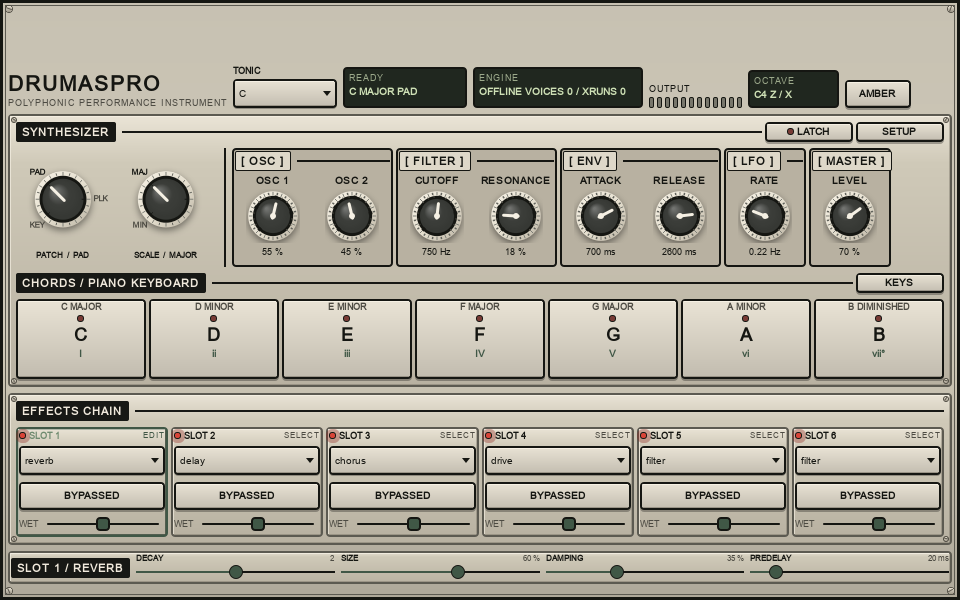 DRUMASPRO
POLYPHONIC PERFORMANCE INSTRUMENT
TONIC
C
READY
C MAJOR PAD
ENGINE
OFFLINE VOICES 0 / XRUNS 0
OUTPUT
OCTAVE
C4 Z / X
AMBER
SYNTHESIZER
LATCH
SETUP
PAD
PLK
KEY
PATCH / PAD
MAJ
MIN
SCALE / MAJOR
[ OSC ]
OSC 1
OSC 2
55 %
45 %
[ FILTER ]
CUTOFF
RESONANCE
750 Hz
18 %
[ ENV ]
ATTACK
RELEASE
700 ms
2600 ms
[ LFO ]
RATE
0.22 Hz
[ MASTER ]
LEVEL
70 %
CHORDS / PIANO KEYBOARD
KEYS
C MAJOR
C
I
D MINOR
D
ii
E MINOR
E
iii
F MAJOR
F
IV
G MAJOR
G
V
A MINOR
A
vi
B DIMINISHED
B
vii°
EFFECTS CHAIN
SLOT 1 EDIT
reverb
BYPASSED
WET
SLOT 2 SELECT
delay
BYPASSED
WET
SLOT 3 SELECT
chorus
BYPASSED
WET
SLOT 4 SELECT
drive
BYPASSED
WET
SLOT 5 SELECT
filter
BYPASSED
WET
SLOT 6 SELECT
filter
BYPASSED
WET
SLOT 1 / REVERB
DECAY 2
SIZE 60 %
DAMPING 35 %
PREDELAY 20 ms